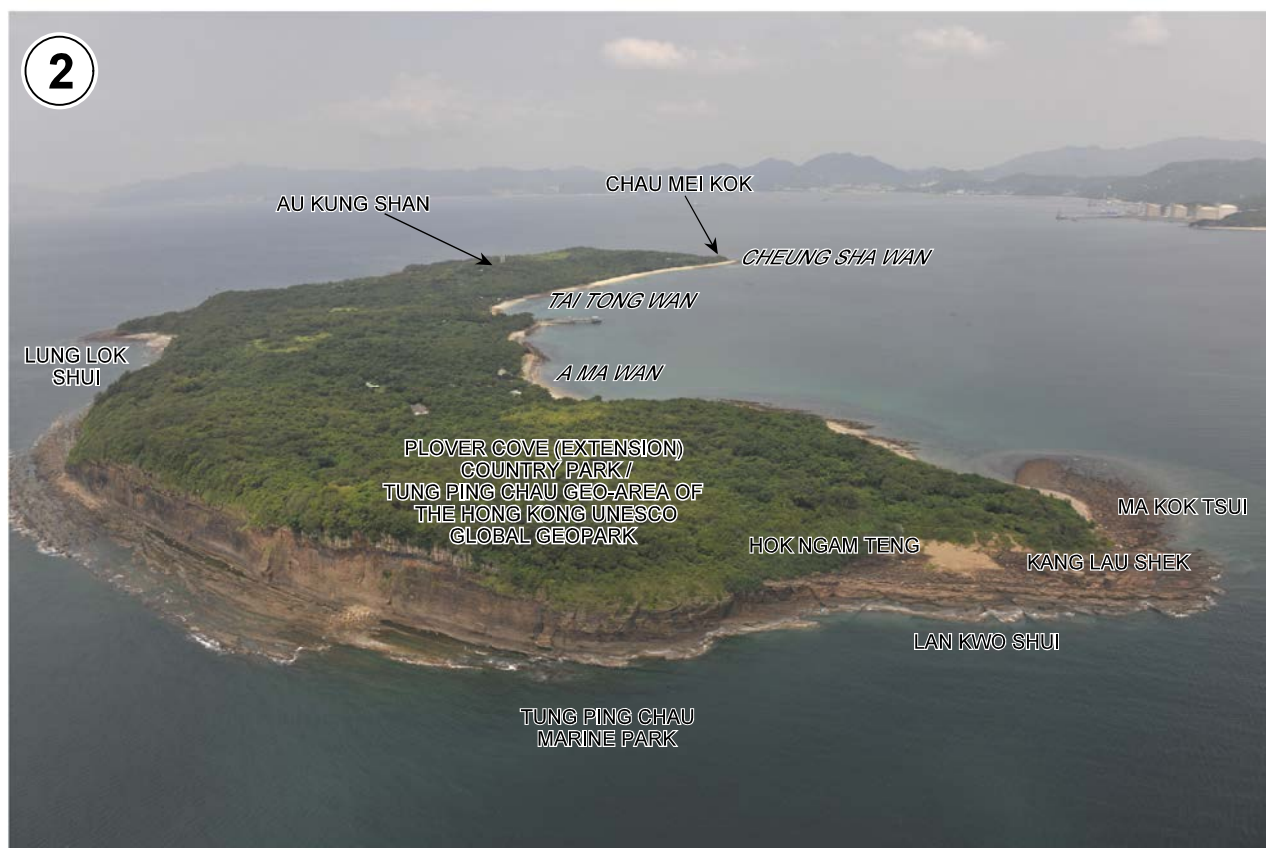 2
CHAU MEI KOK
AU KUNG SHAN
CHEUNG SHA WAN
TAI TONG WAN
LUNG LOK
SHUI
A MA WAN
PLOVER COVE (EXTENSION)
COUNTRY PARK /
TUNG PING CHAU GEO-AREA OF
THE HONG KONG UNESCO
GLOBAL GEOPARK
MA KOK TSUI
HOK NGAM TENG
KANG LAU SHEK
LAN KWO SHUI
TUNG PING CHAU
MARINE PARK